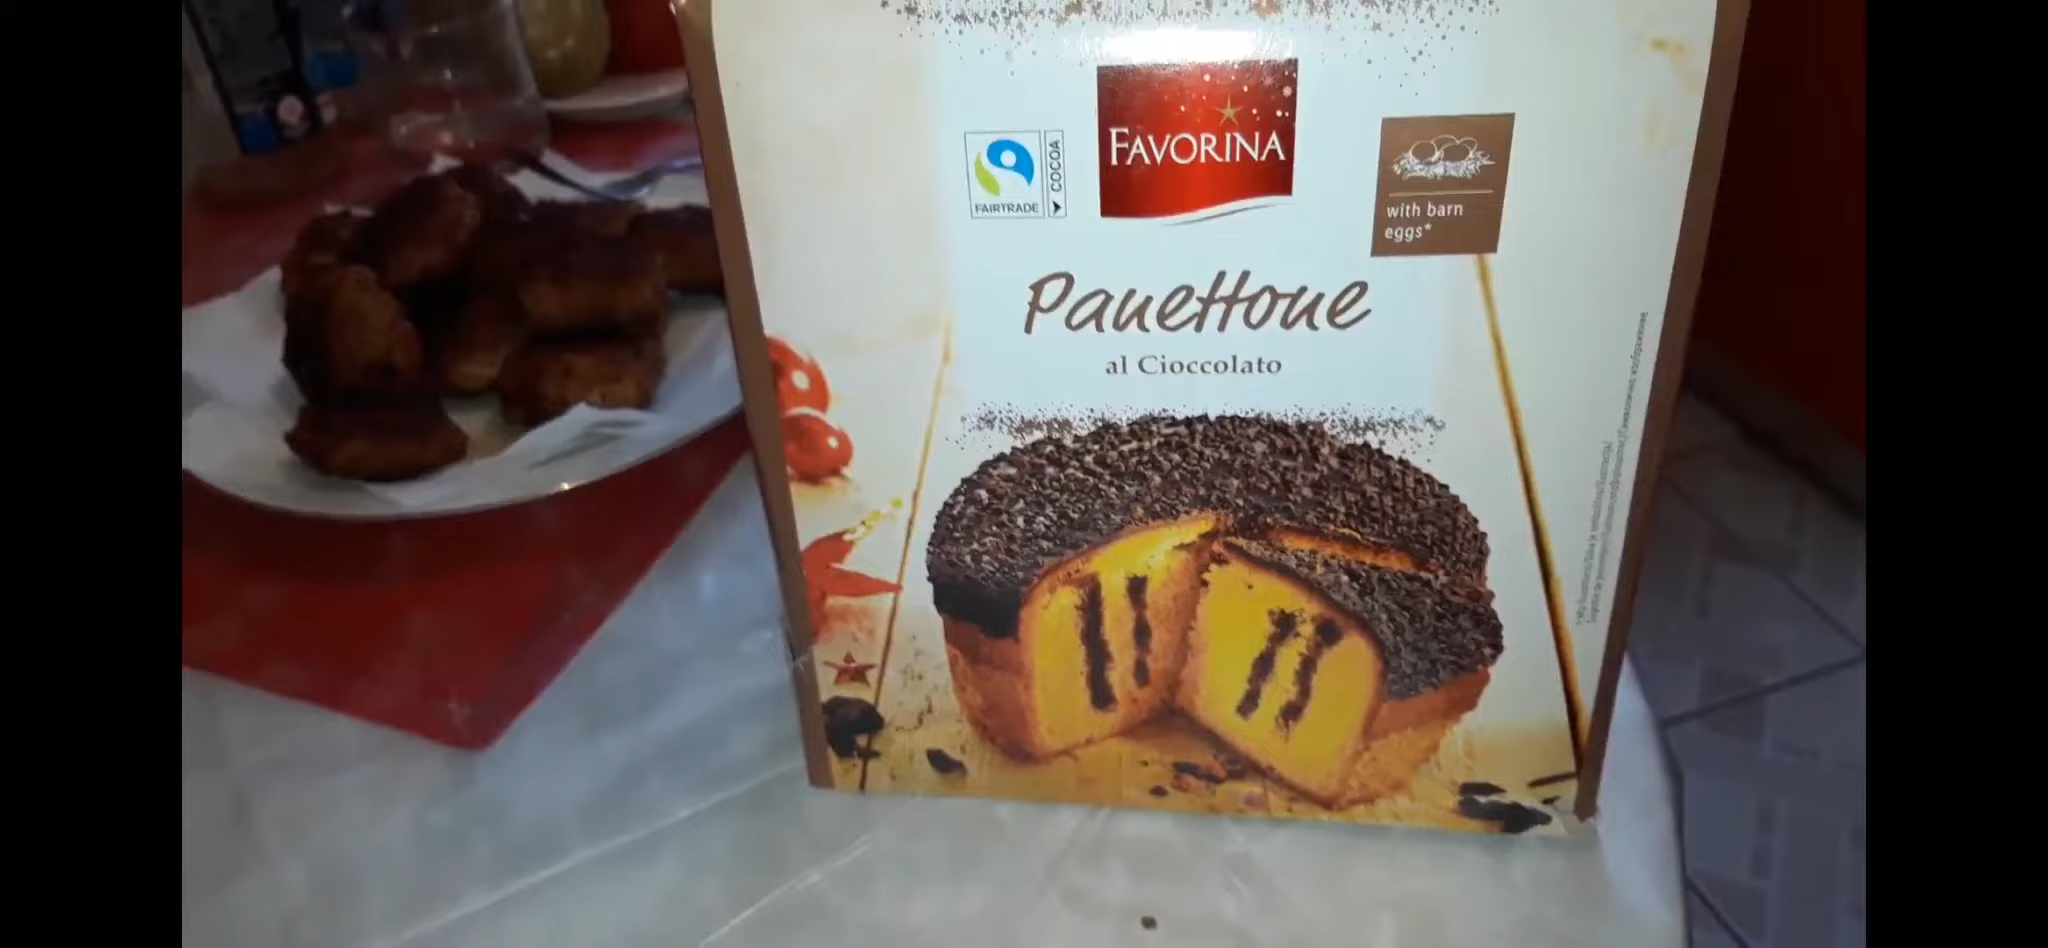 FAVORINA
FAIRTRADE
COCOA
with barn
eggs*
Panettone
al Cioccolato